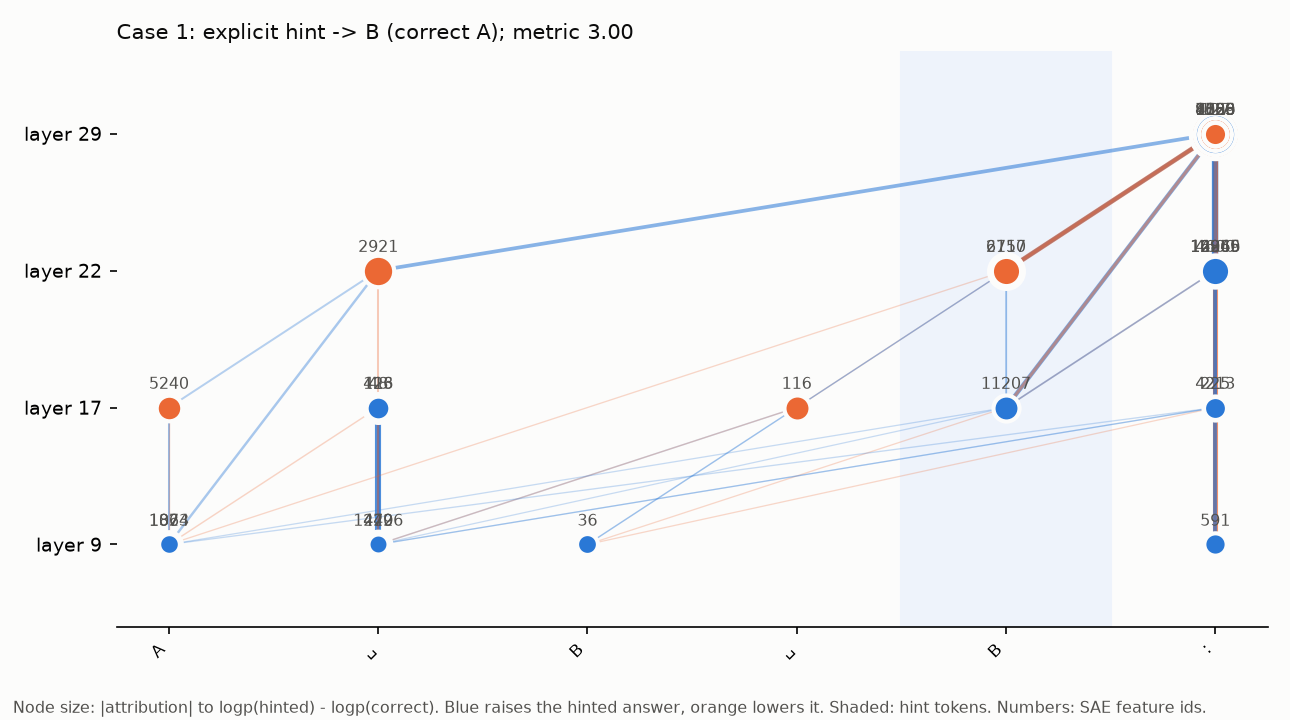 Case 1: explicit hint -> B (correct A); metric 3.00
layer 29
layer 22
2921
layer 17
5240
116
11207
layer 9
36
591
A
␣
B
␣
B
:
Node size: |attribution| to logp(hinted) - logp(correct). Blue raises the hinted answer, orange lowers it. Shaded: hint tokens. Numbers: SAE feature ids.